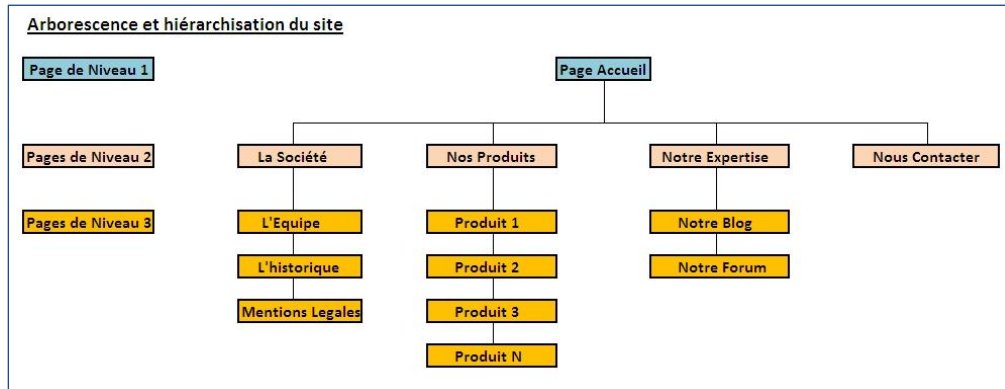 Arborescence et hiérarchisation du site
Page de Niveau 1
Page Accueil
Pages de Niveau 2
La Société
Nos Produits
Notre Expertise
Nous Contacter
Pages de Niveau 3
L'Equipe
Produit 1
Notre Blog
L'historique
Produit 2
Notre Forum
Mentions Legales
Produit 3
Produit N